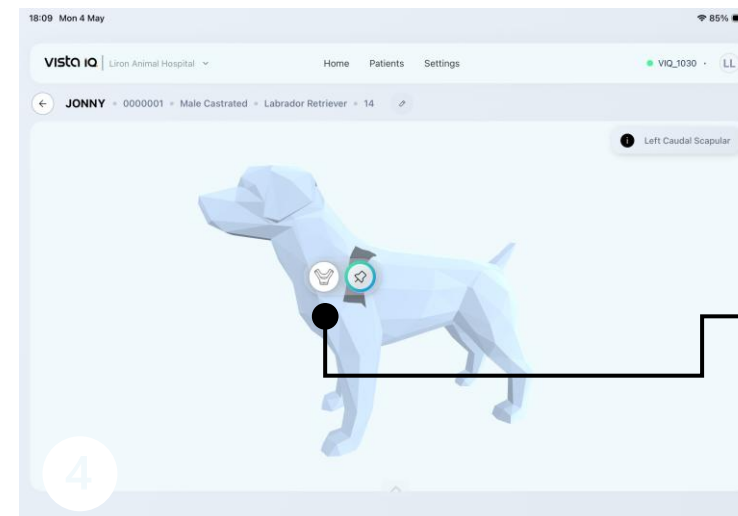 18:09 Mon 4 May 85%
vista iQ Liron Animal Hospital Home Patients Settings VIQ_1030 · LL
JONNY • 0000001 • Male Castrated • Labrador Retriever • 14
Left Caudal Scapular
4